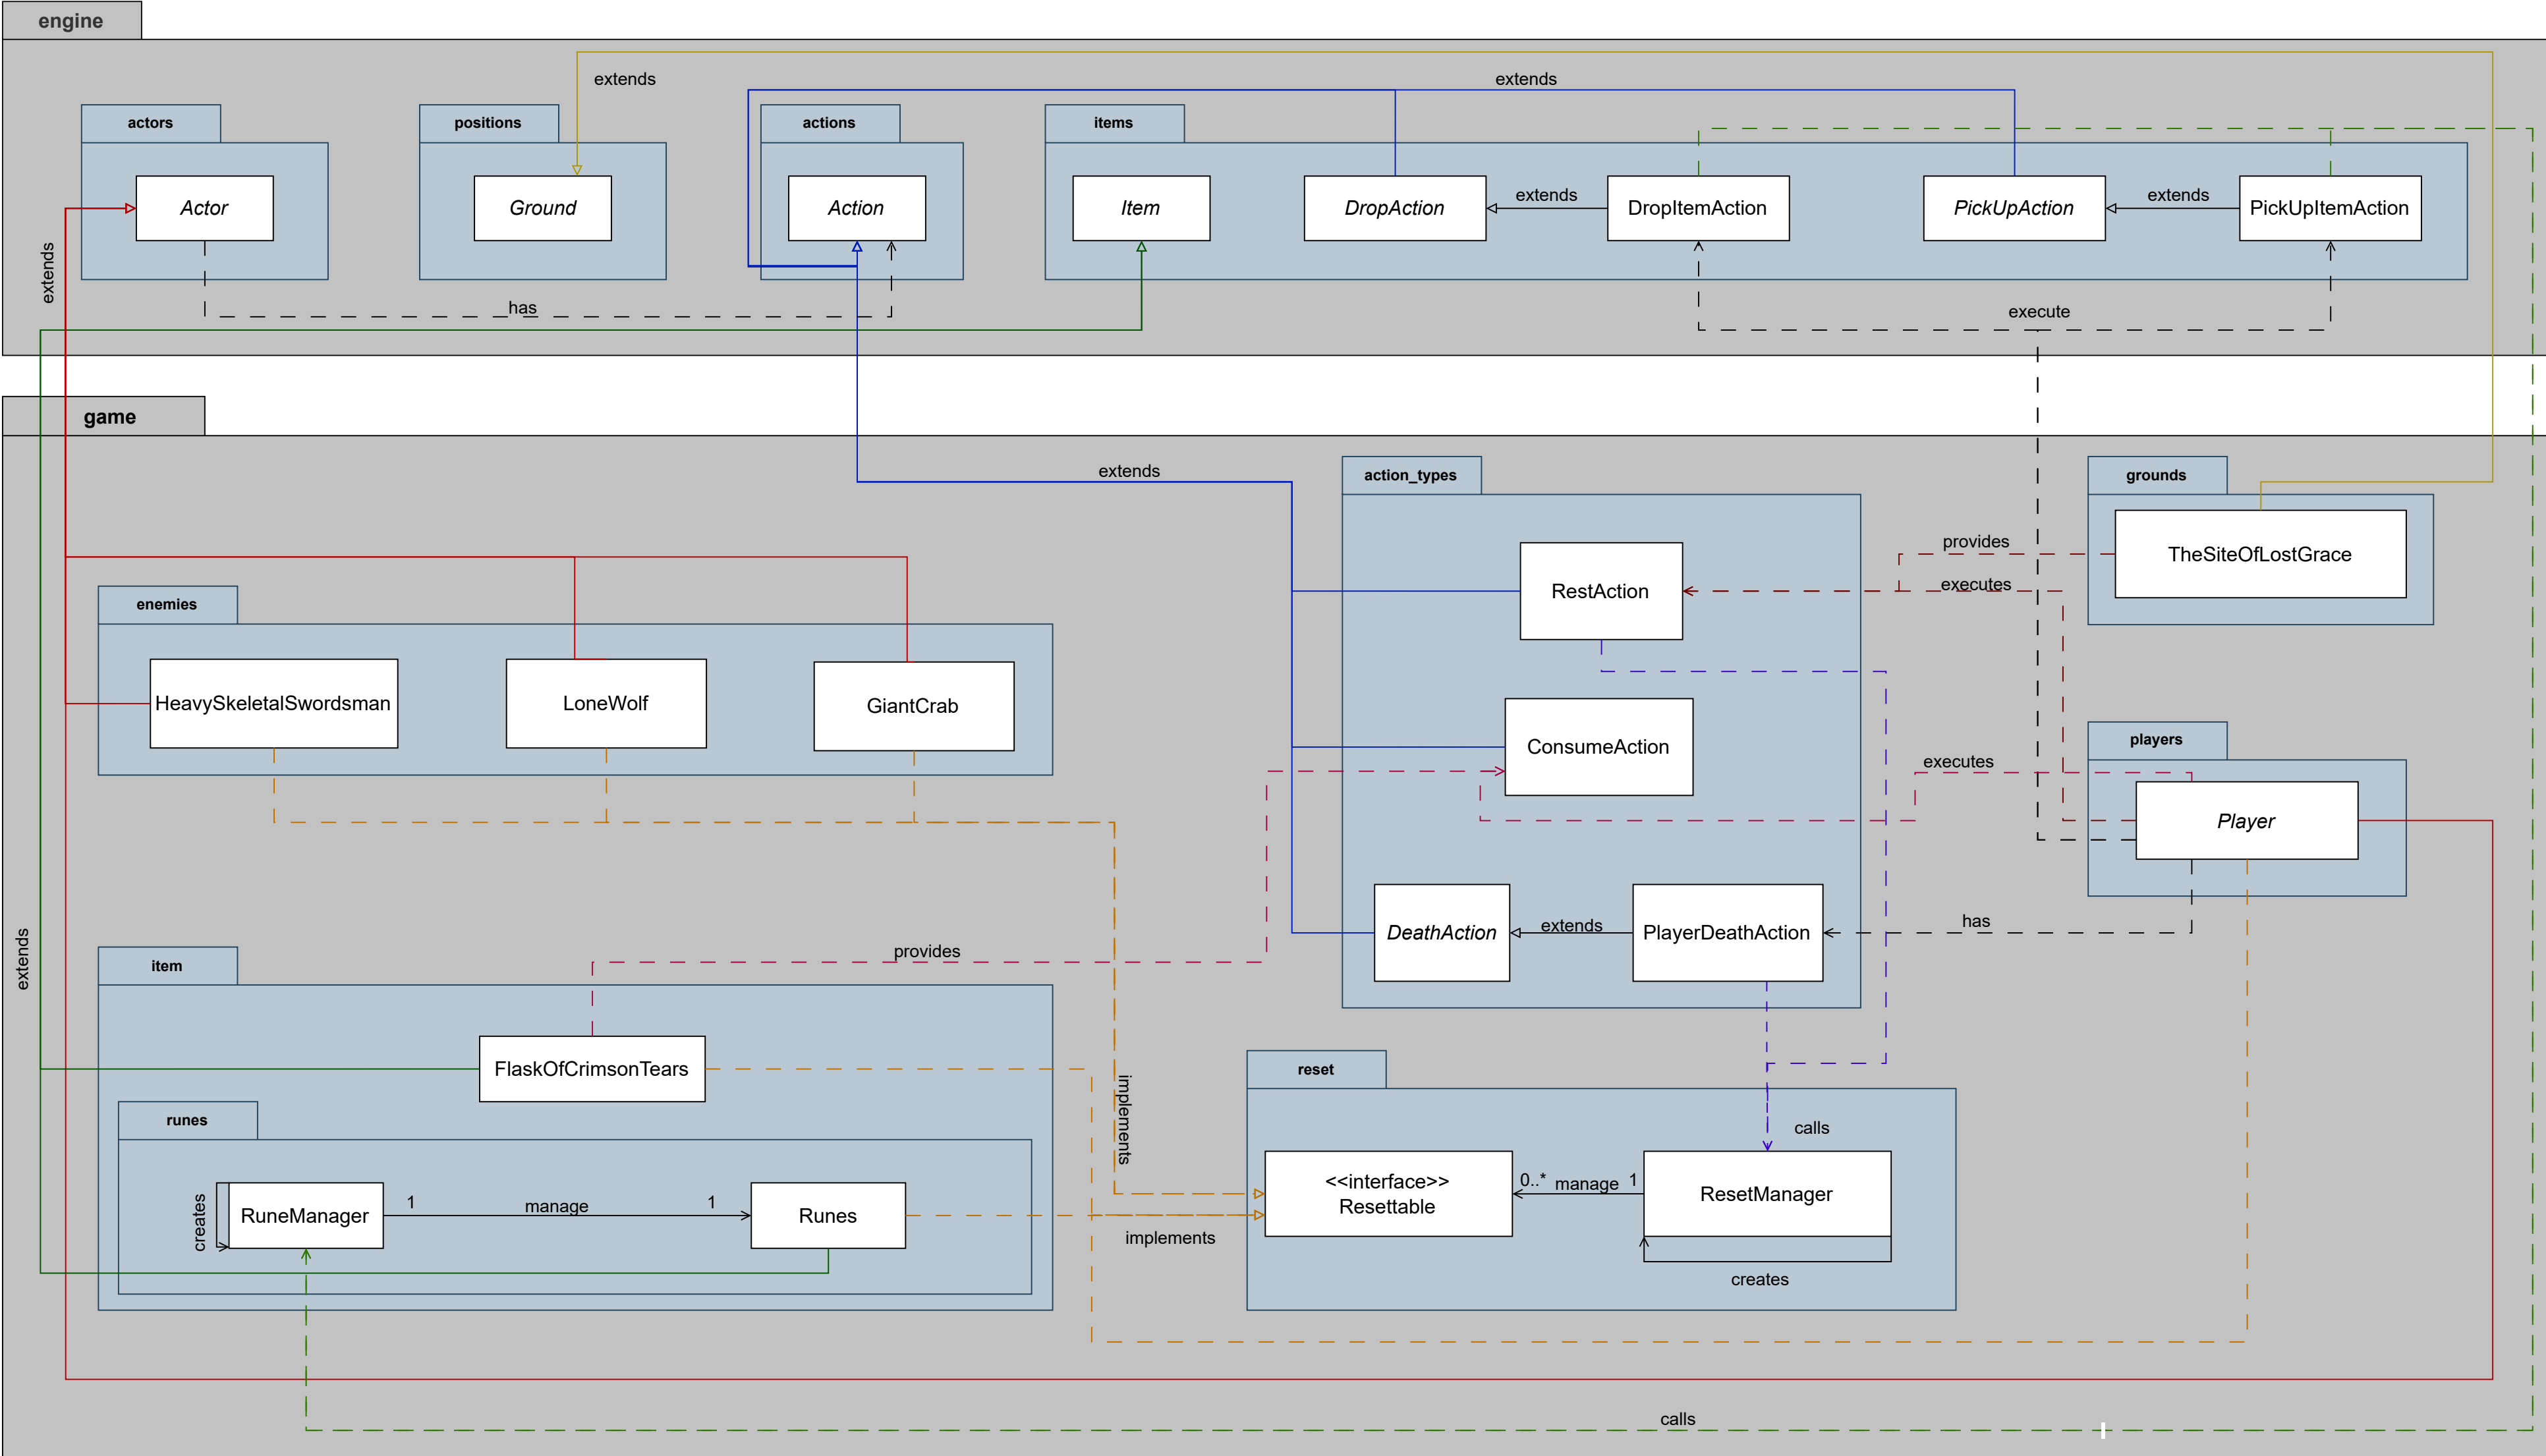 engine
extends
extends
actors
positions
actions
items
Actor
Ground
Action
Item
DropAction
extends
DropItemAction
PickUpAction
extends
PickUpItemAction
extends
has
execute
game
extends
action_types
grounds
provides
TheSiteOfLostGrace
executes
RestAction
enemies
HeavySkeletalSwordsman
LoneWolf
GiantCrab
ConsumeAction
executes
players
Player
DeathAction
extends
PlayerDeathAction
has
extends
provides
item
FlaskOfCrimsonTears
implements
reset
runes
calls
creates
RuneManager
1
manage
1
Runes
implements
<<interface>>
Resettable
0..*
manage
1
ResetManager
creates
calls